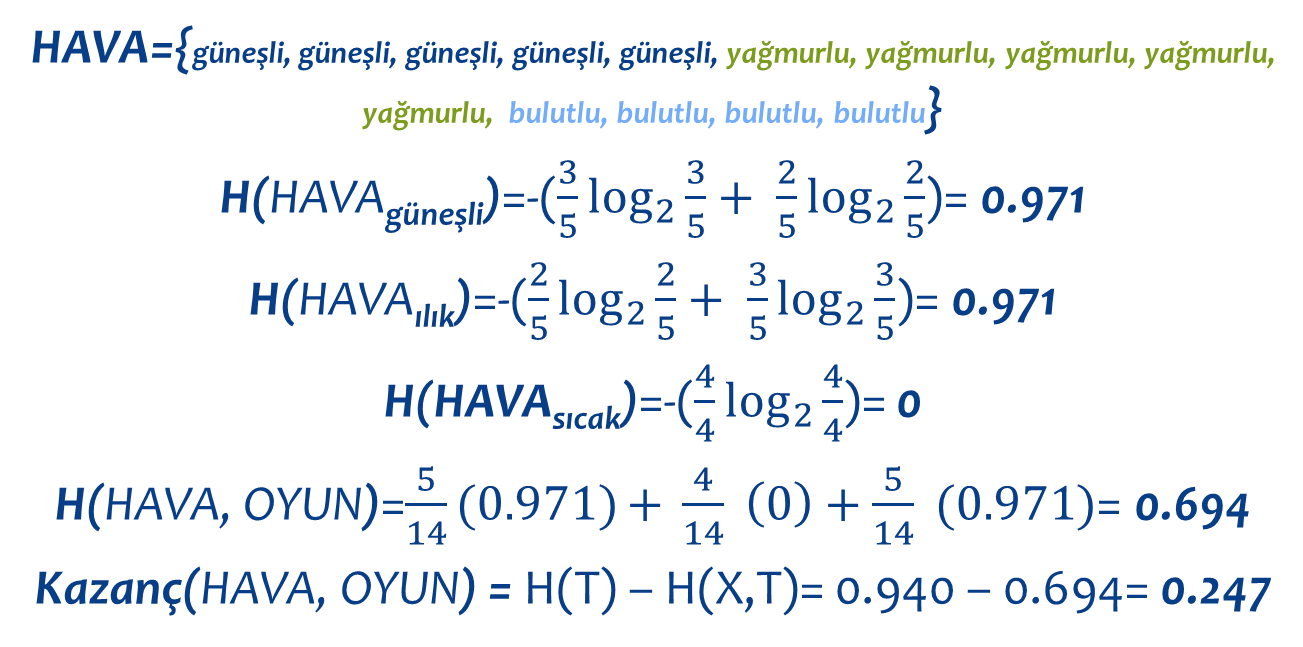 HAVA={güneşli, güneşli, güneşli, güneşli, güneşli, yağmurlu, yağmurlu, yağmurlu, yağmurlu,
yağmurlu, bulutlu, bulutlu, bulutlu, bulutlu}
H(HAVA_güneşli)=-(3/5 log₂ 3/5 + 2/5 log₂ 2/5)= 0.971
H(HAVA_ılık)=-(2/5 log₂ 2/5 + 3/5 log₂ 3/5)= 0.971
H(HAVA_sıcak)=-(4/4 log₂ 4/4)= 0
H(HAVA, OYUN)=5/14 (0.971) + 4/14 (0) + 5/14 (0.971)= 0.694
Kazanç(HAVA, OYUN) = H(T) – H(X,T)= 0.940 – 0.694= 0.247